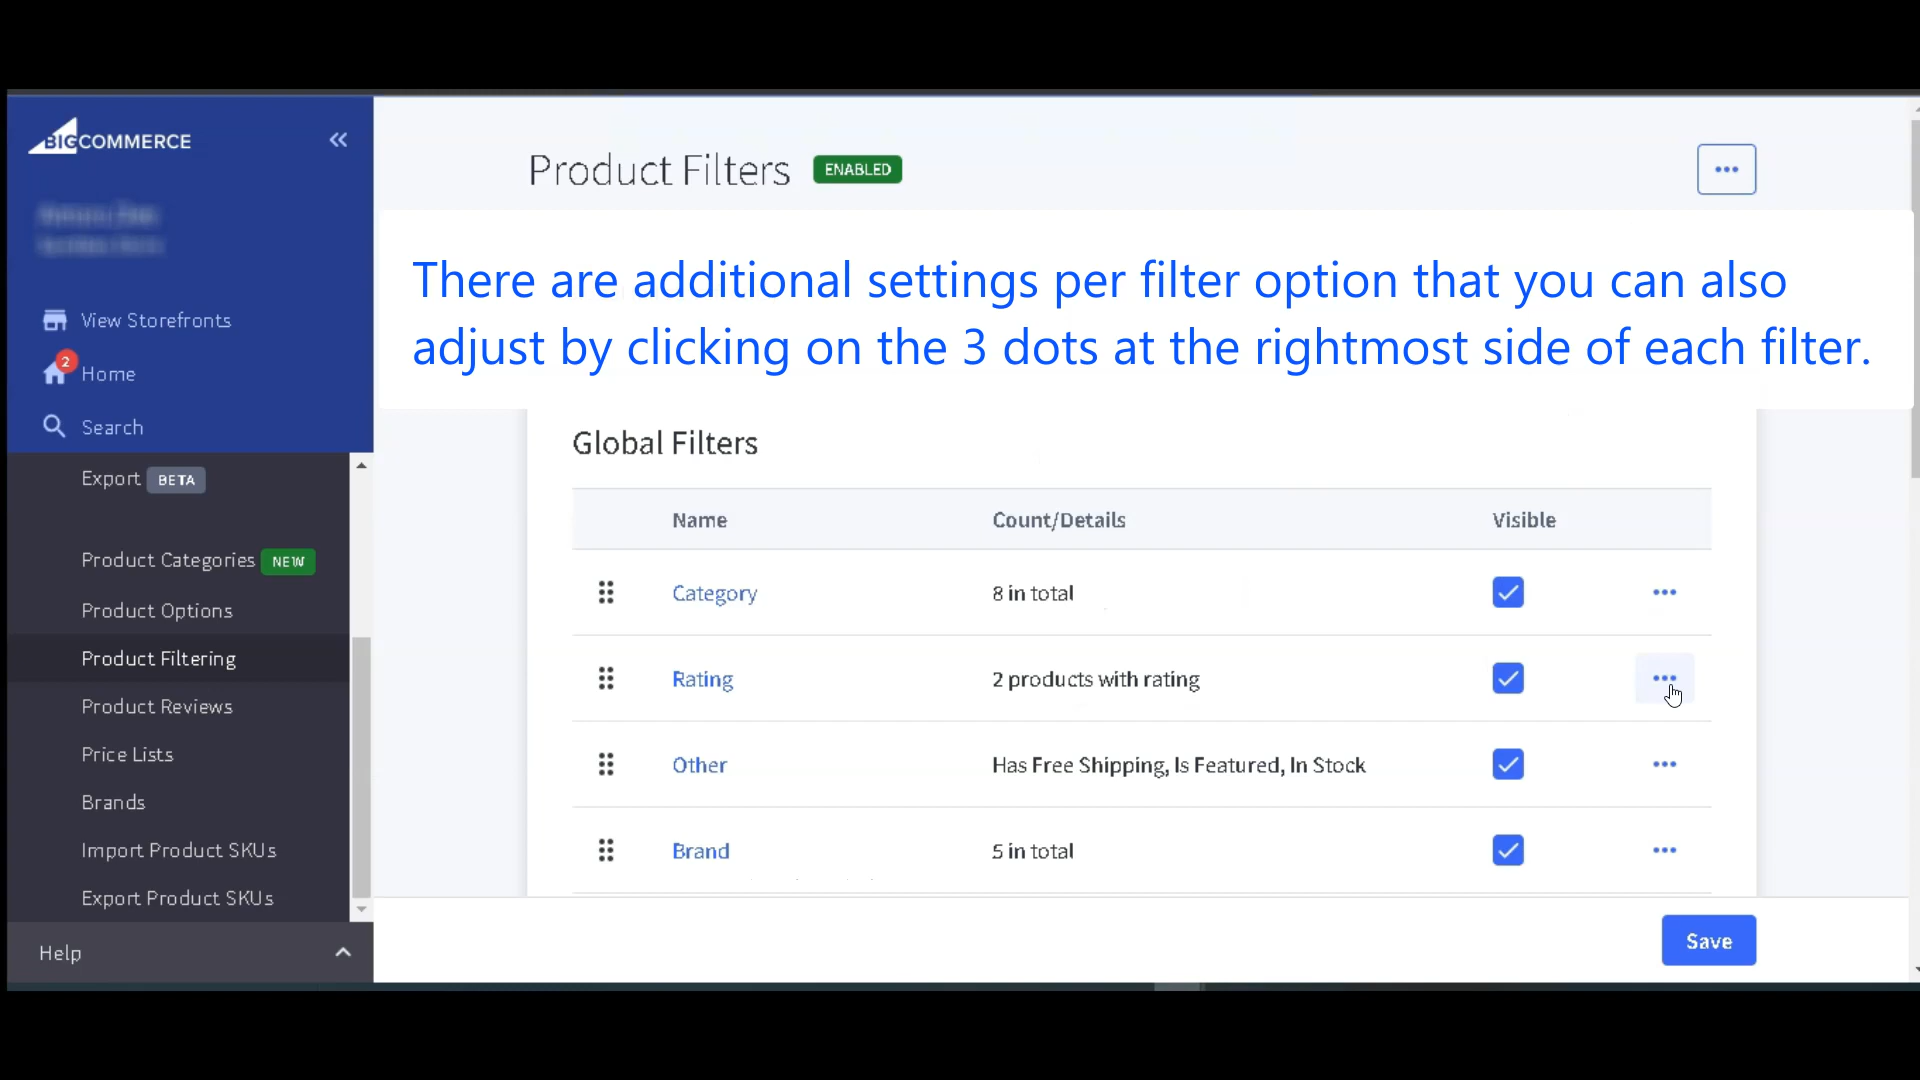 BIGCOMMERCE
View Storefronts
2
Home
Search
Export BETA
Product Categories NEW
Product Options
Product Filtering
Product Reviews
Price Lists
Brands
Import Product SKUs
Export Product SKUs
Help
Product Filters ENABLED
There are additional settings per filter option that you can also
adjust by clicking on the 3 dots at the rightmost side of each filter.
Global Filters
Name Count/Details Visible
Category 8 in total
Rating 2 products with rating
Other Has Free Shipping, Is Featured, In Stock
Brand 5 in total
Save